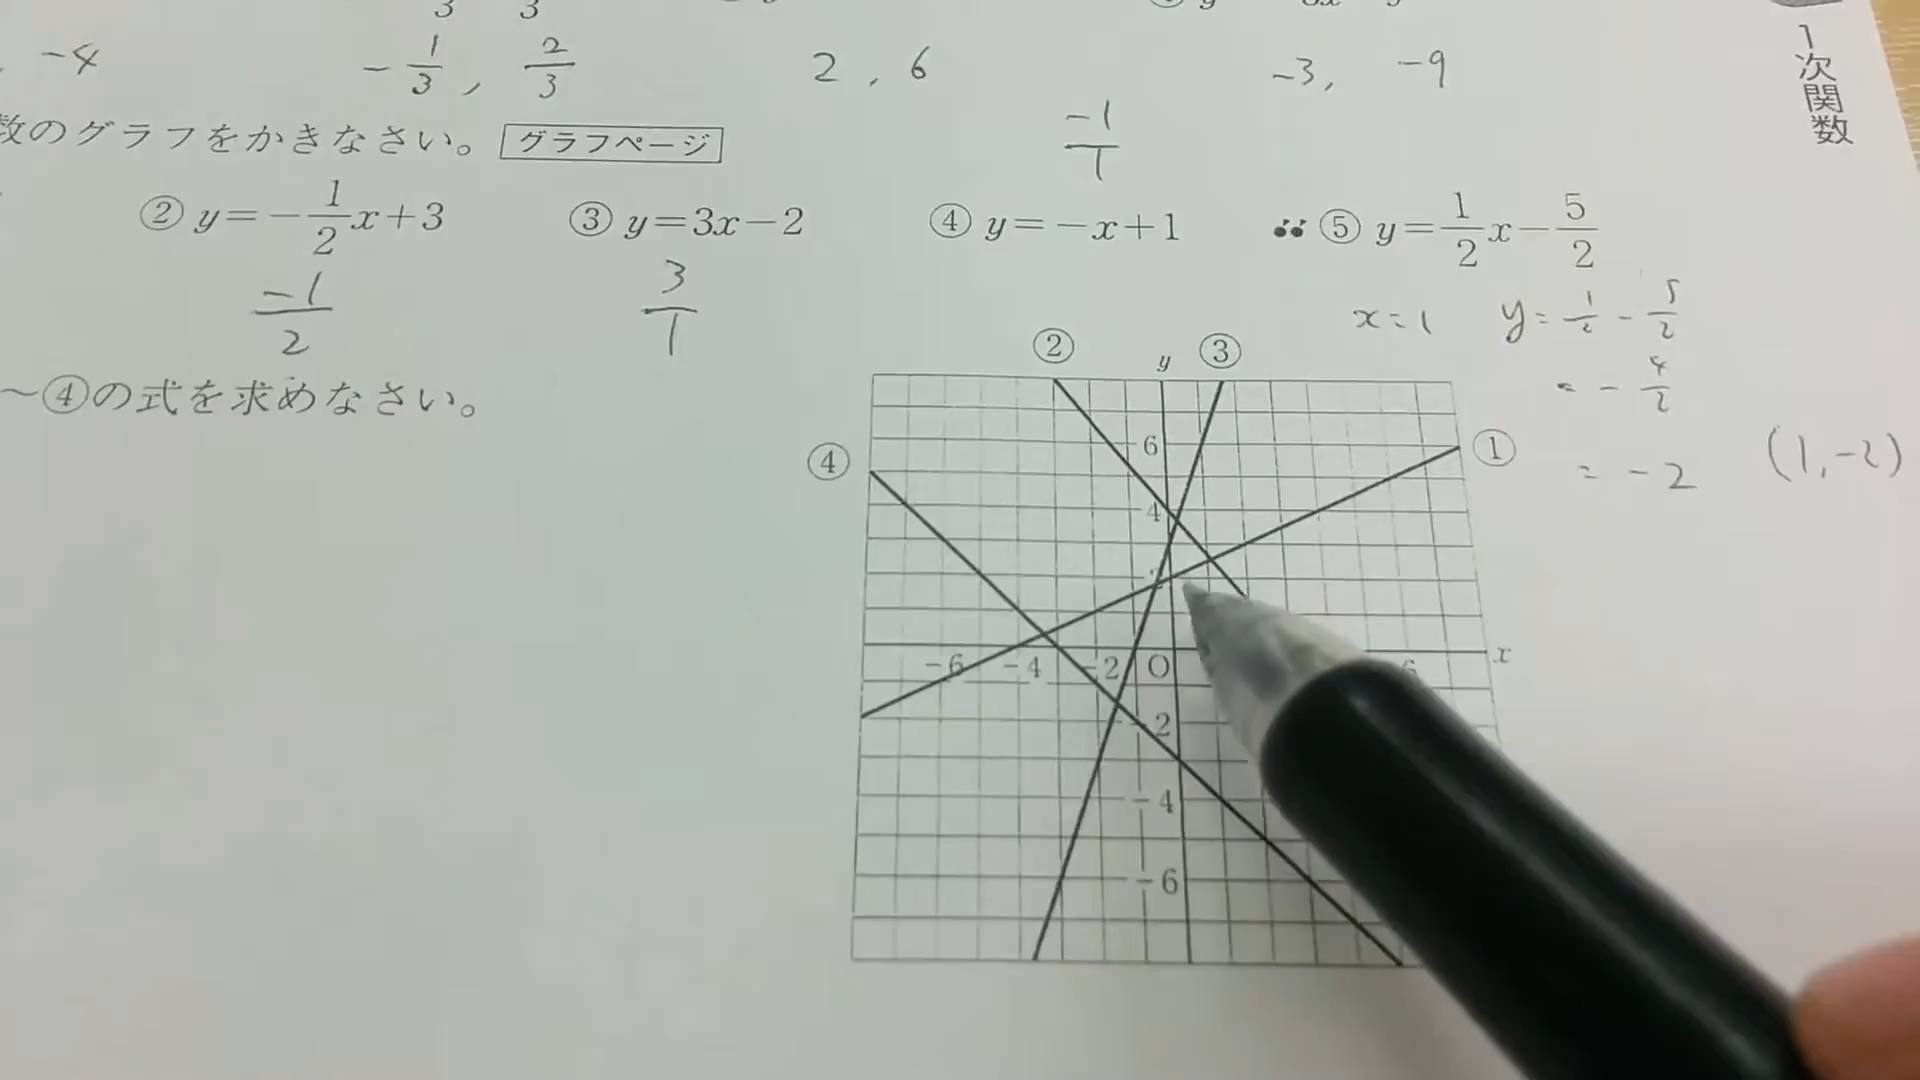 3 3
-4
-1/3, 2/3
2, 6
-3, -9
1次関数
数のグラフをかきなさい。 グラフページ
-1/1
② y=-1/2x+3 ③ y=3x-2 ④ y=-x+1 ⑤ y=1/2x-5/2
-1/2
3/1
x=1 y=1/2-5/2
=-4/2
=-2 (1,-2)
~④の式を求めなさい。
② y ③
④ 6 ①
4
2
-6 -4 -2 O 6 x
-2
-4
-6